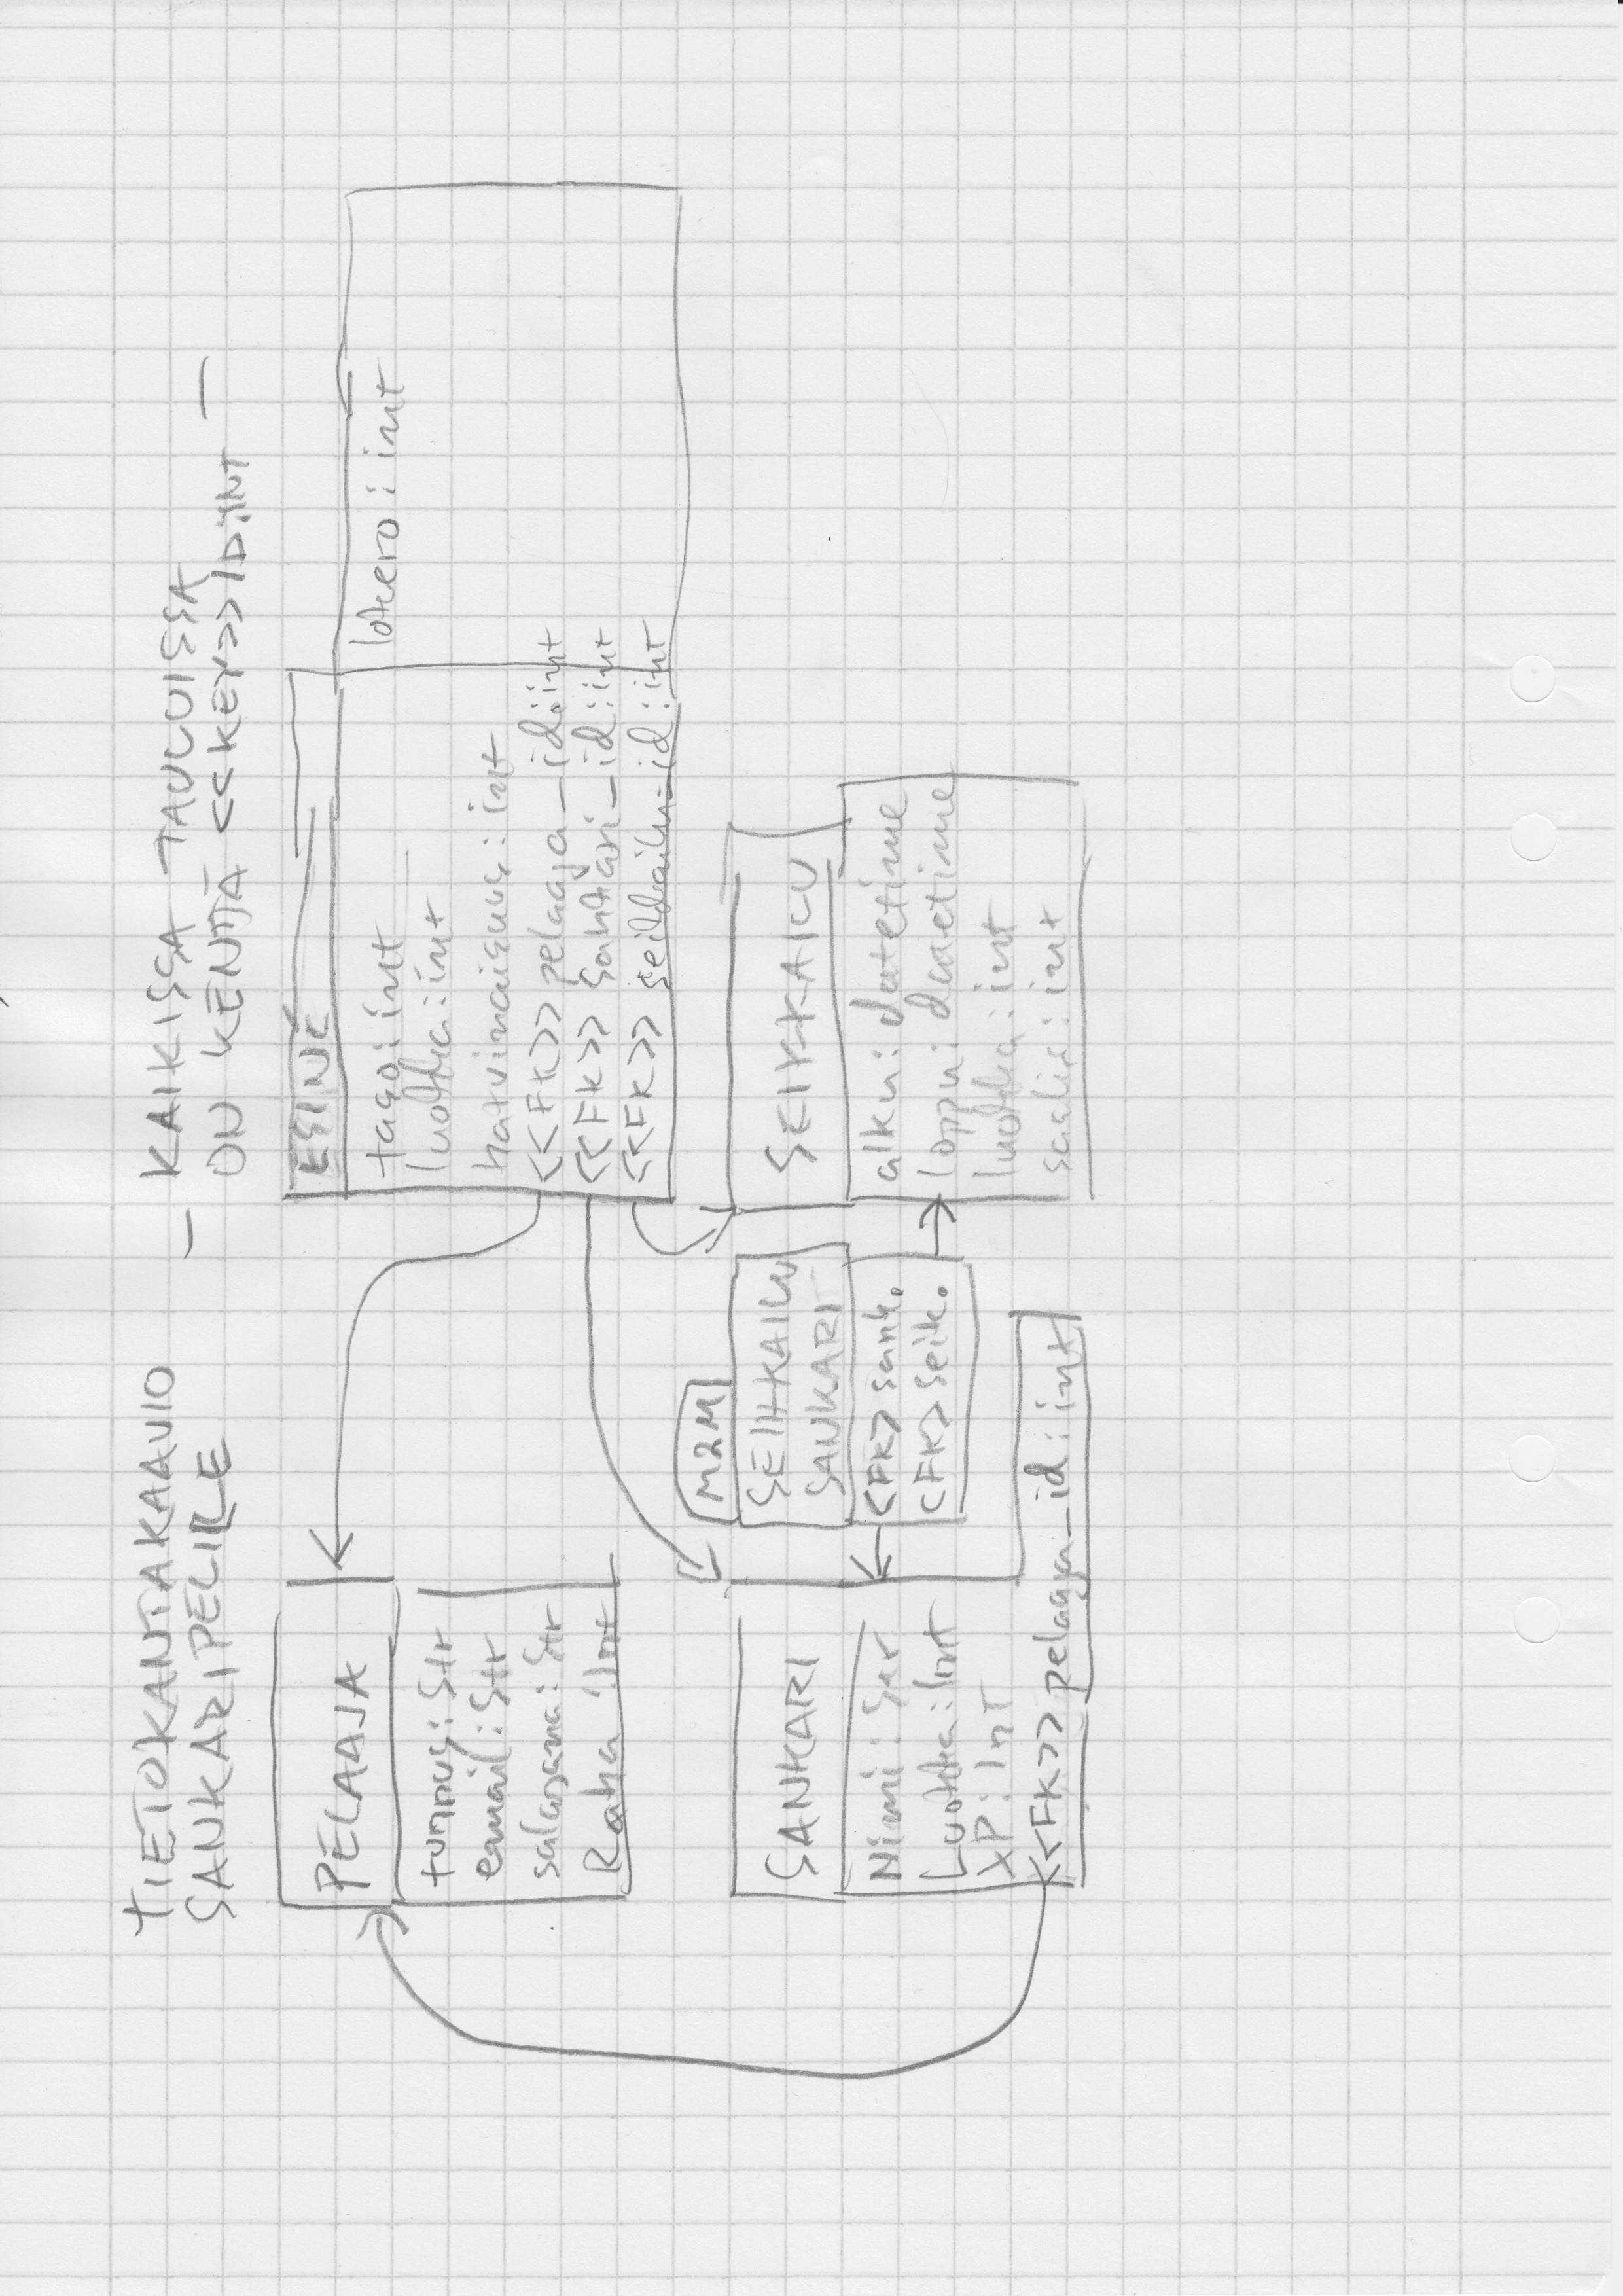 TIETOKANTAKAAVIO
SANKARIPELILLE
– KAIKISSA TAULUISSA –
ON KENTTÄ <<KEY>> ID:INT
PELAAJA
tunnus: Str
email: Str
salasana: Str
Raha: Int
ESINE
taso: int
luokka: int
harvinaisuus: int
<<FK>> pelaaja_id: int
<<FK>> sankari_id: int
<<FK>> seikkailu_id: int
lokero: int
SANKARI
Nimi: Str
Luokka: Int
XP: Int
<<FK>> pelaaja_id: int
M2M
SEIKKAILU
SANKARI
<FK> sank.
<FK> seik.
SEIKKAILU
alku: datetime
loppu: datetime
luokka: int
saalis: int